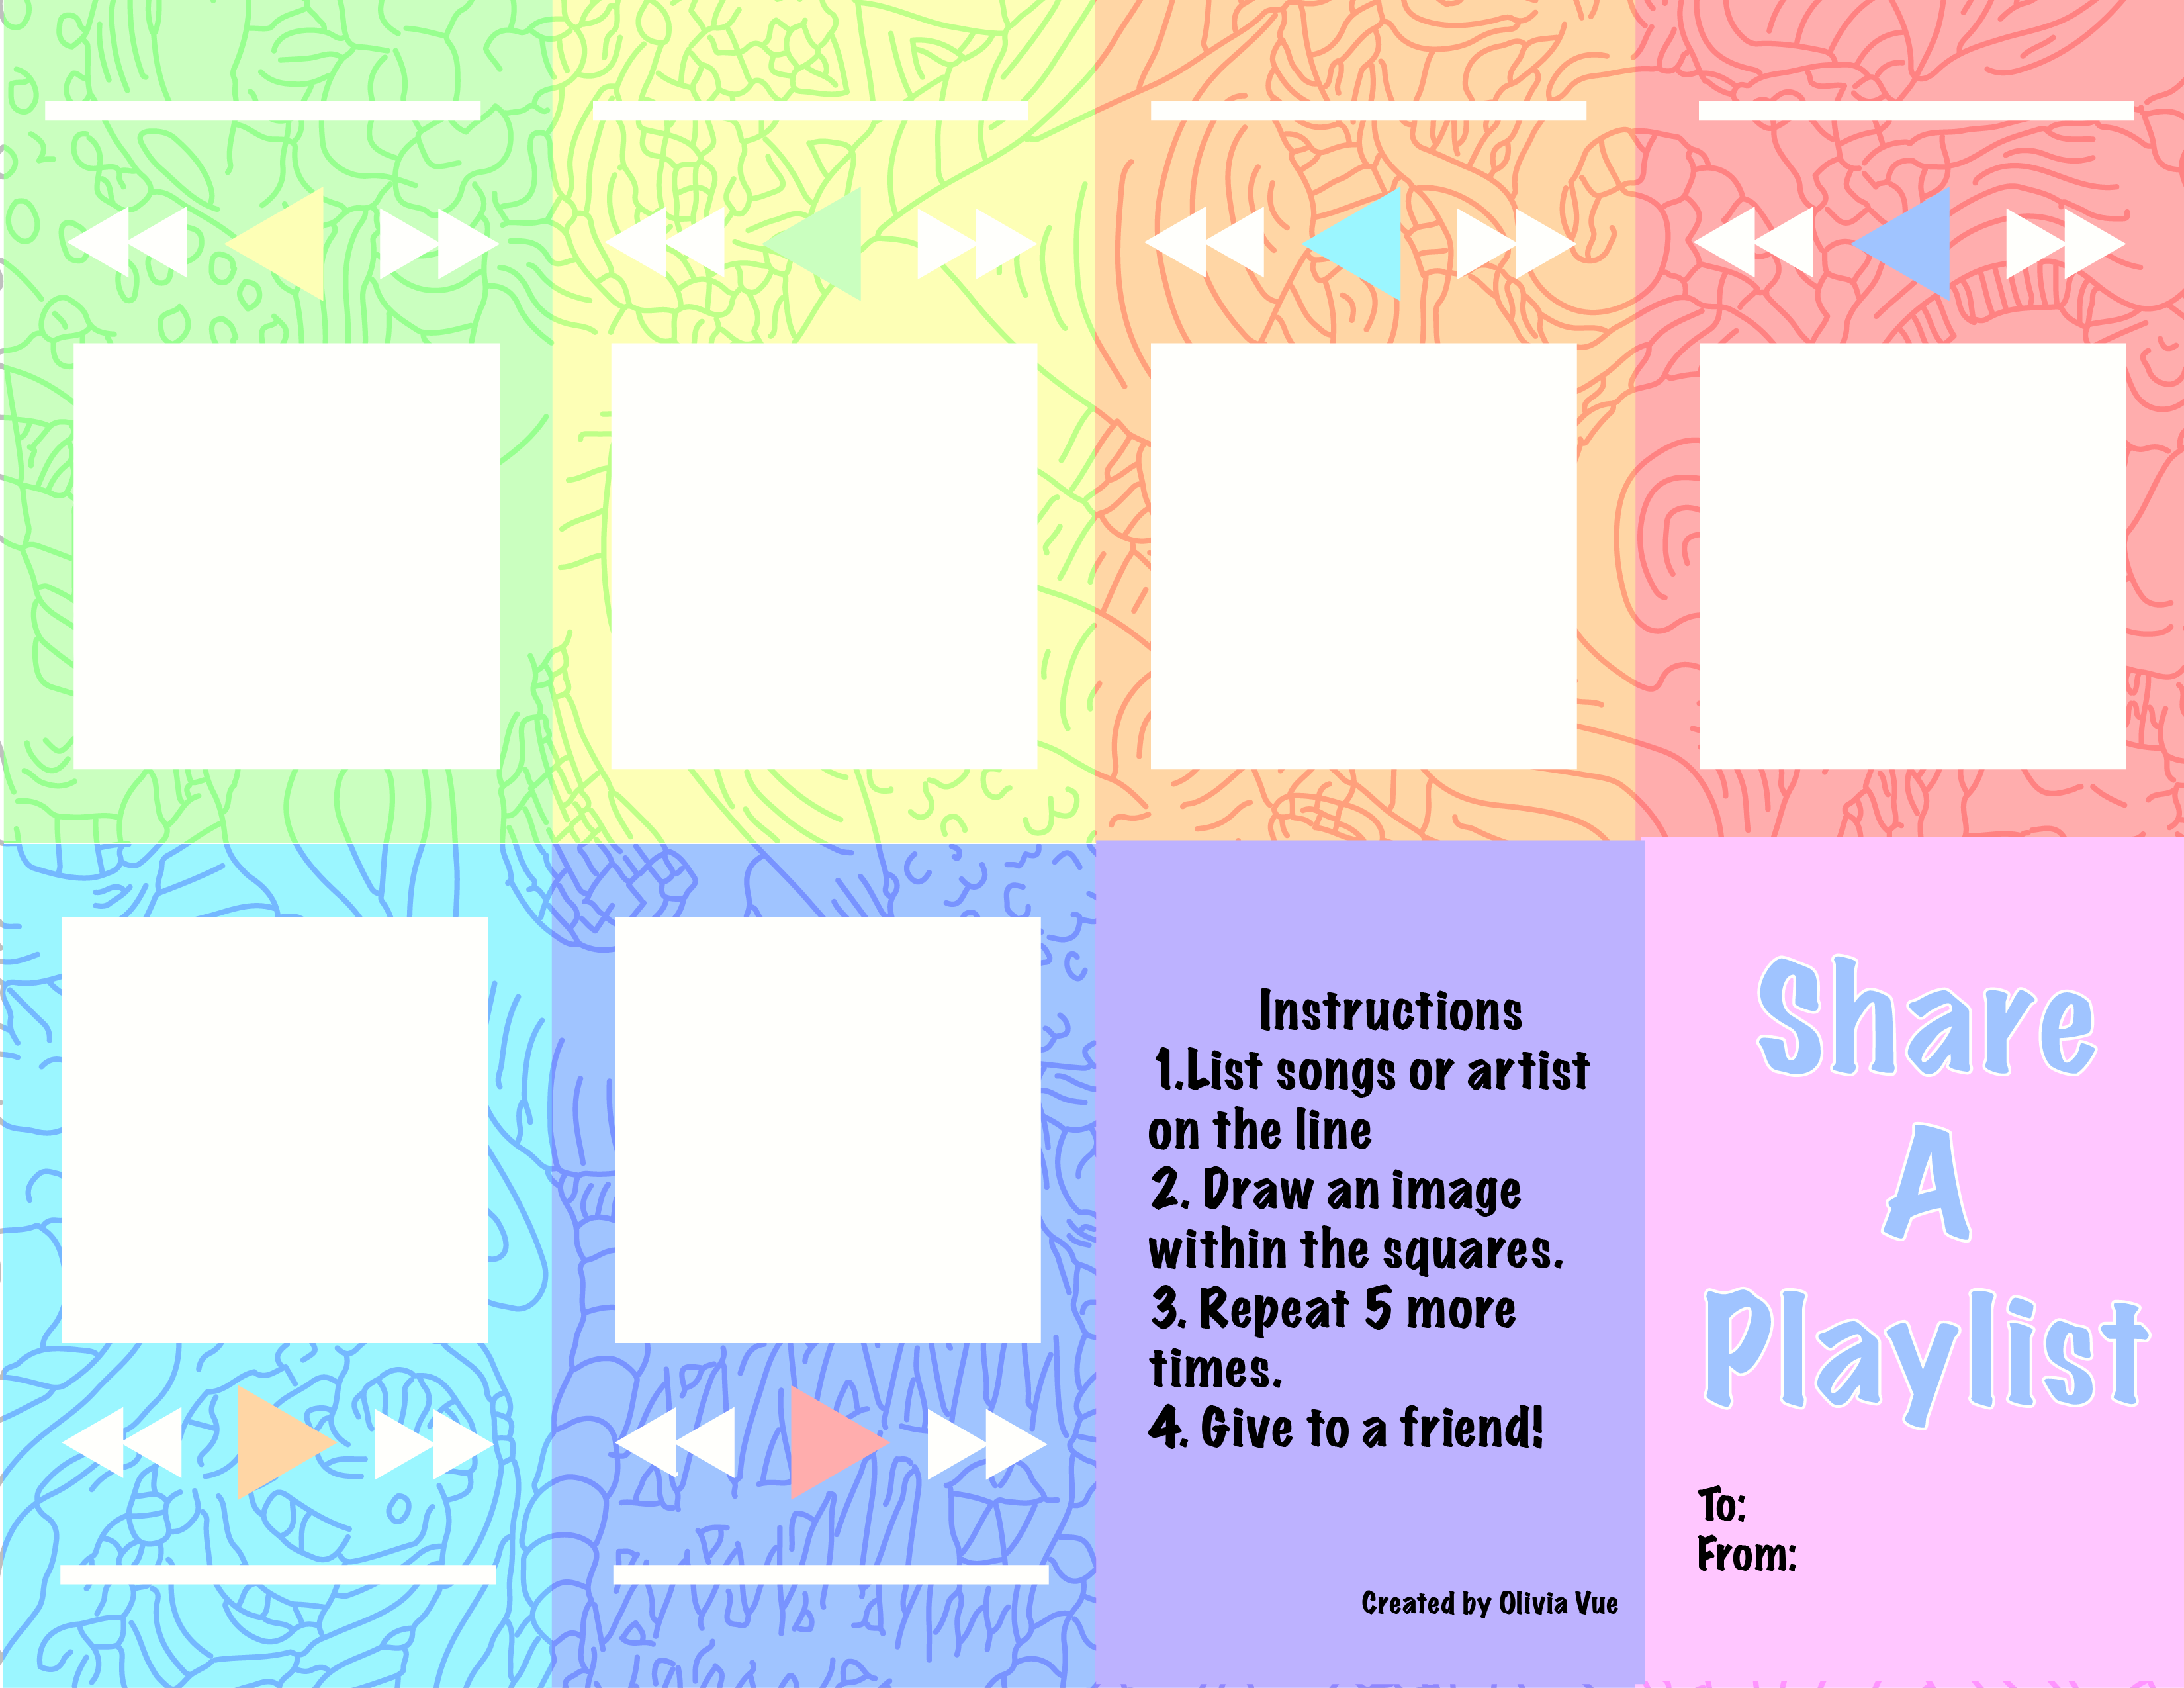 Instructions
1.List songs or artist
on the line
2. Draw an image
within the squares.
3. Repeat 5 more
times.
4. Give to a friend!
Created by Olivia Vue
Share
A
Playlist
To:
From: